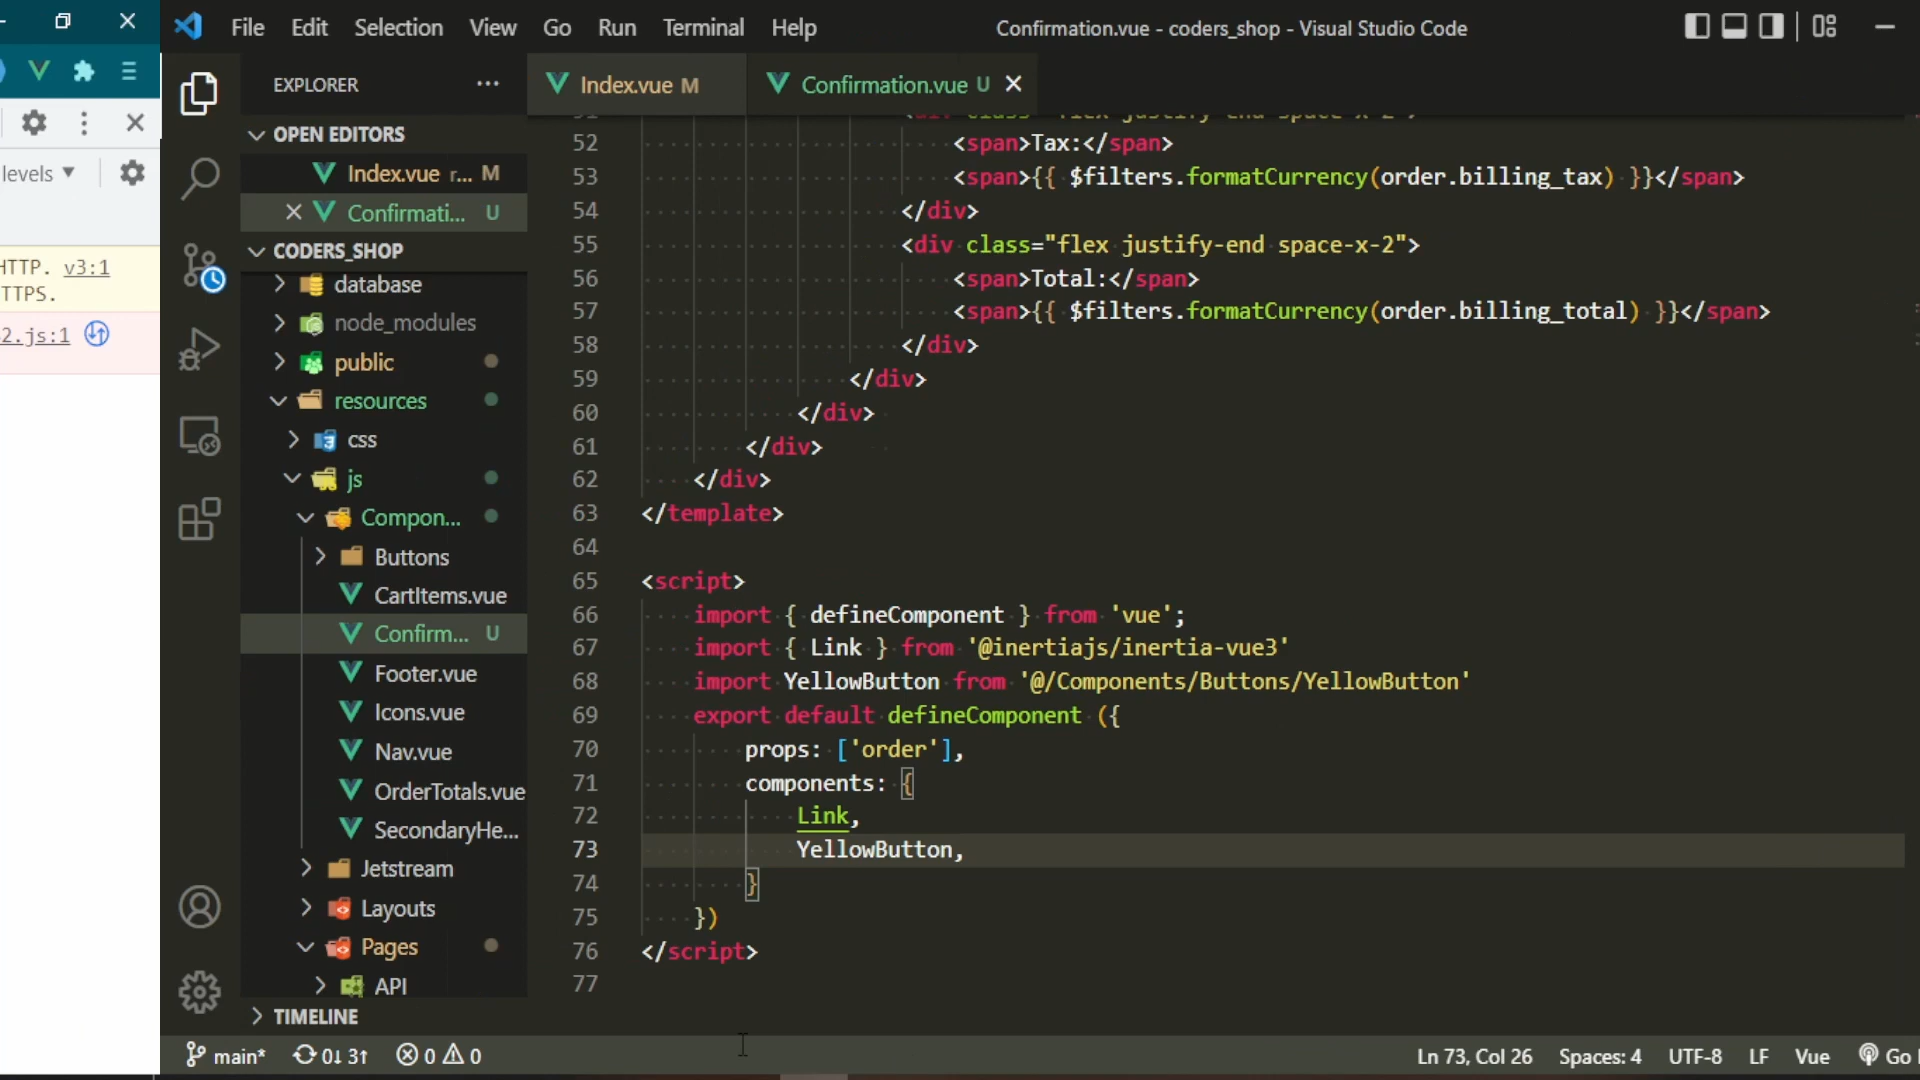 File Edit Selection View Go Run Terminal Help
Confirmation.vue - coders_shop - Visual Studio Code
levels
HTTP. v3:1
TTPS.
2.js:1
EXPLORER ...
OPEN EDITORS
Index.vue r... M
Confirmati... U
CODERS_SHOP
database
node_modules
public
resources
css
js
Compon...
Buttons
CartItems.vue
Confirm... U
Footer.vue
Icons.vue
Nav.vue
OrderTotals.vue
SecondaryHe...
Jetstream
Layouts
Pages
API
TIMELINE
Index.vue M
Confirmation.vue U
51 <div class="flex justify-end space-x-2">
52 <span>Tax:</span>
53 <span>{{ $filters.formatCurrency(order.billing_tax) }}</span>
54 </div>
55 <div class="flex justify-end space-x-2">
56 <span>Total:</span>
57 <span>{{ $filters.formatCurrency(order.billing_total) }}</span>
58 </div>
59 </div>
60 </div>
61 </div>
62 </div>
63 </template>
64
65 <script>
66 import { defineComponent } from 'vue';
67 import { Link } from '@inertiajs/inertia-vue3'
68 import YellowButton from '@/Components/Buttons/YellowButton'
69 export default defineComponent ({
70 props: ['order'],
71 components: {
72 Link,
73 YellowButton,
74 }
75 })
76 </script>
77
main* 0↓ 3↑ 0 0
Ln 73, Col 26 Spaces: 4 UTF-8 LF Vue Go